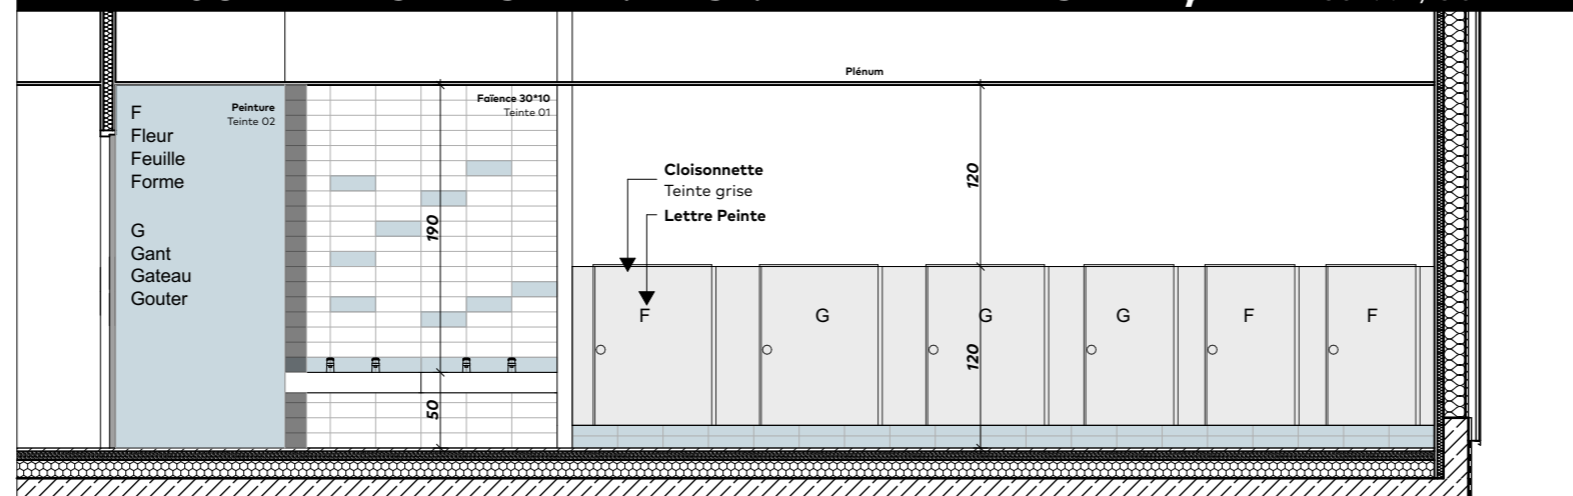 Plénum
F
Fleur
Feuille
Forme
G
Gant
Gateau
Gouter
Peinture
Teinte 02
Faïence 30*10
Teinte 01
190
50
Cloisonnette
Teinte grise
Lettre Peinte
120
120
F
G
G
G
F
F